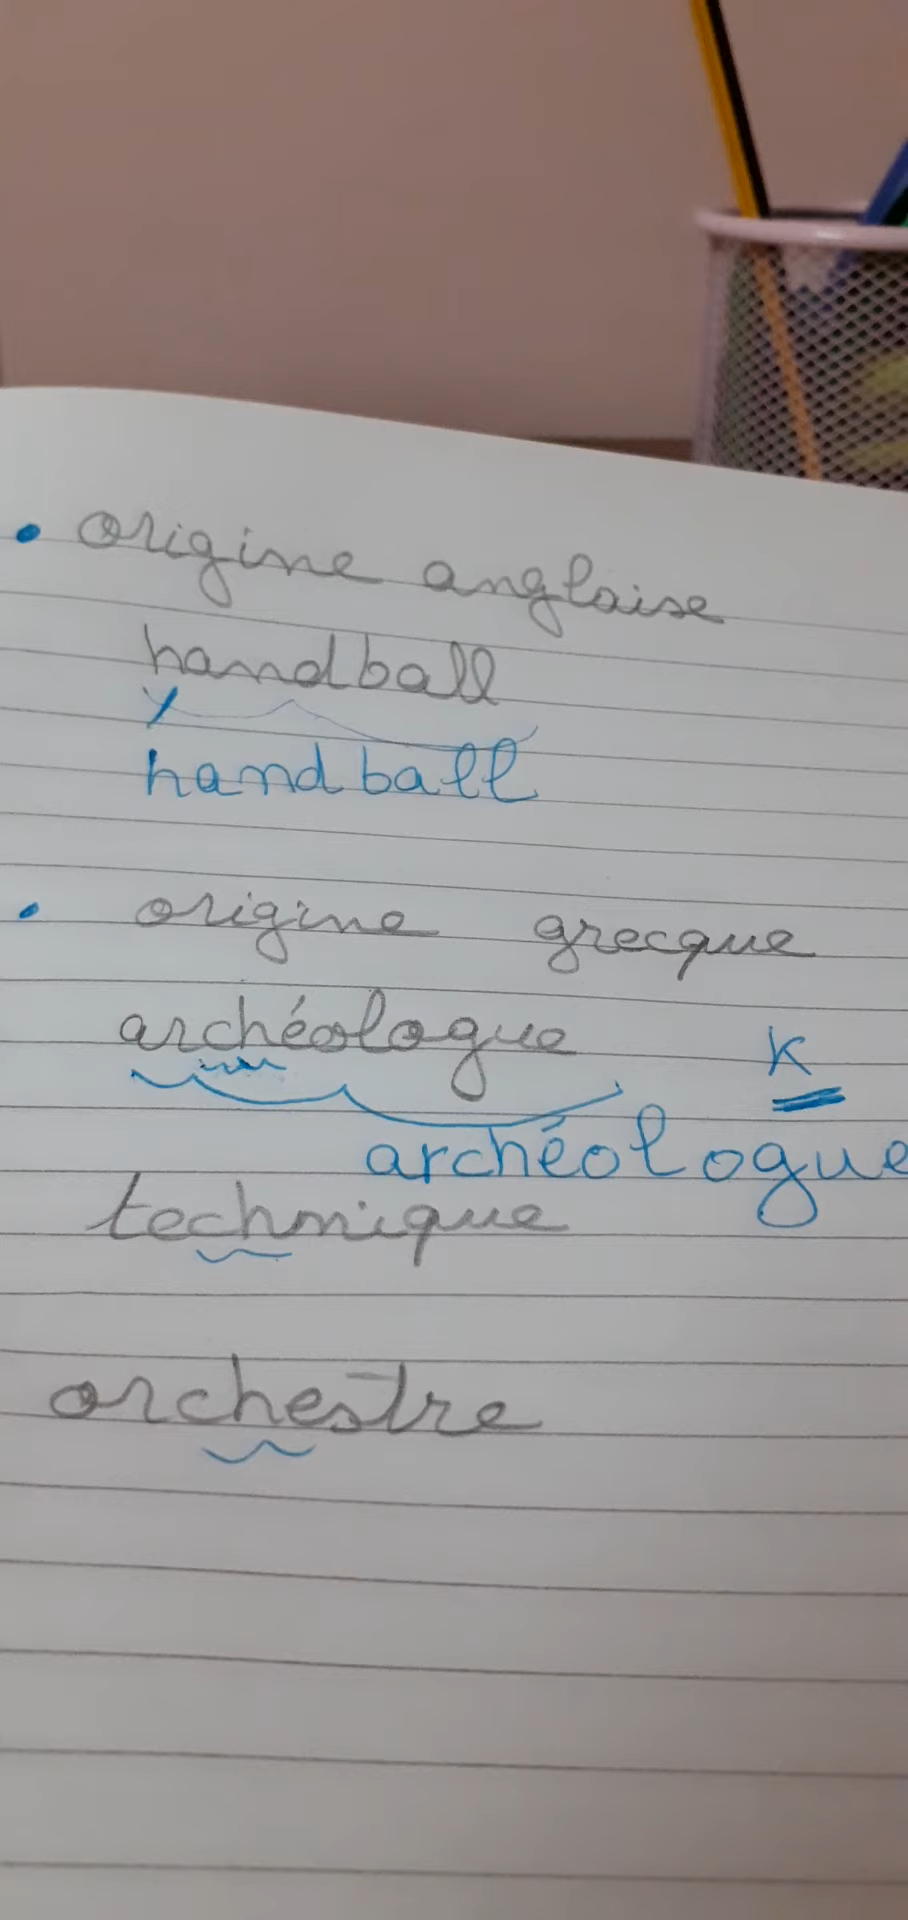 • origine anglaise
handball
handball
• origine grecque
archéologue
K
archéologue
technique
orchestre